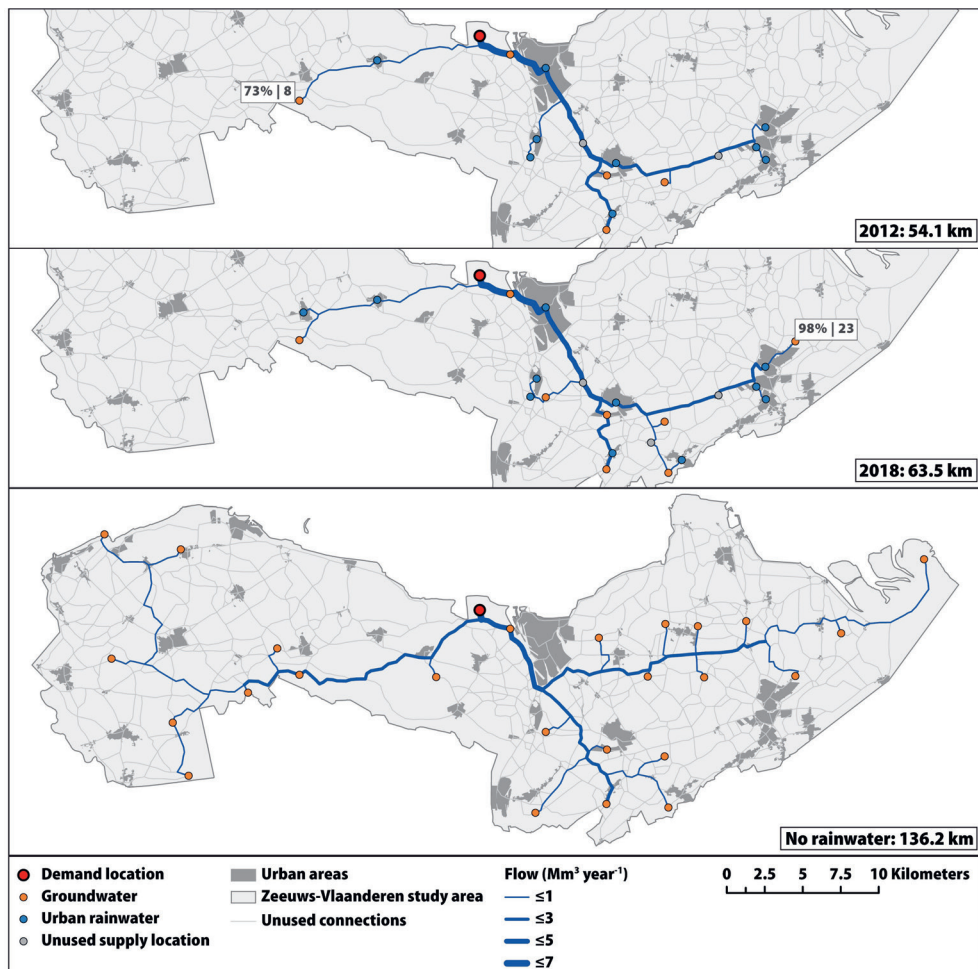 73% | 8
2012: 54.1 km
98% | 23
2018: 63.5 km
No rainwater: 136.2 km
Demand location
Groundwater
Urban rainwater
Unused supply location
Urban areas
Zeeuws-Vlaanderen study area
Unused connections
Flow (Mm³ year⁻¹)
≤1
≤3
≤5
≤7
0 2.5 5 10 Kilometers